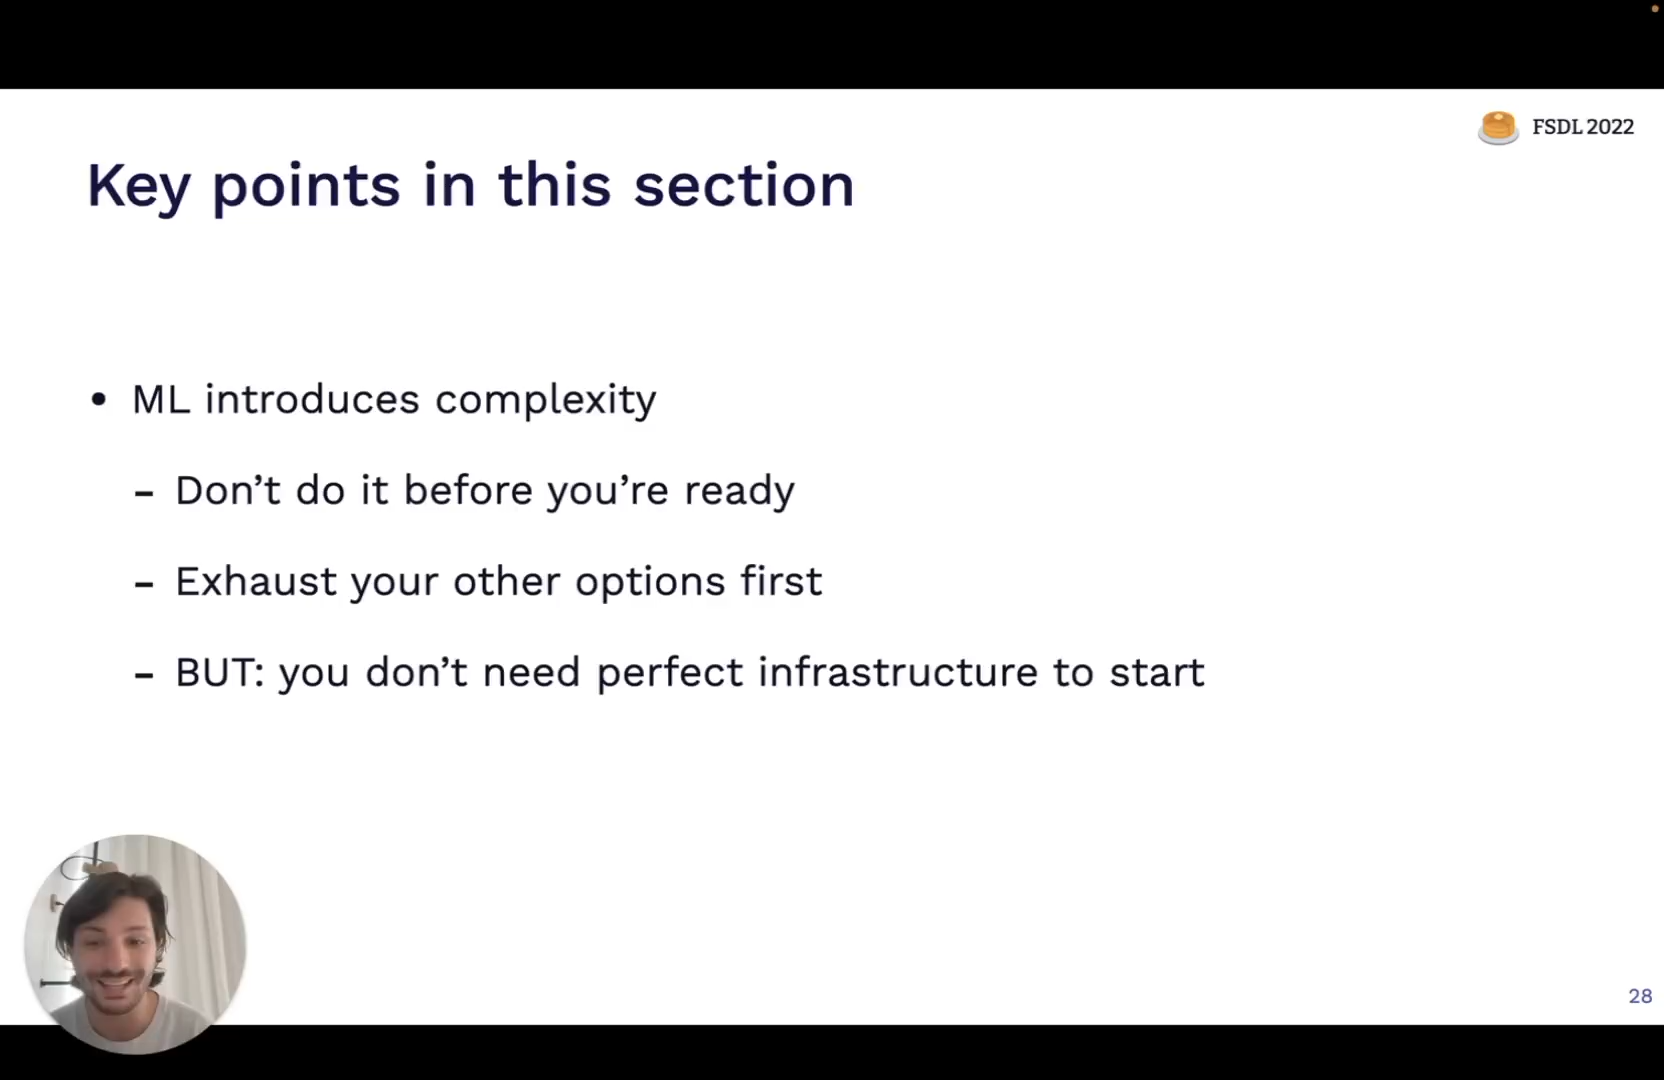 FSDL 2022
Key points in this section
• ML introduces complexity
– Don’t do it before you’re ready
– Exhaust your other options first
– BUT: you don’t need perfect infrastructure to start
28